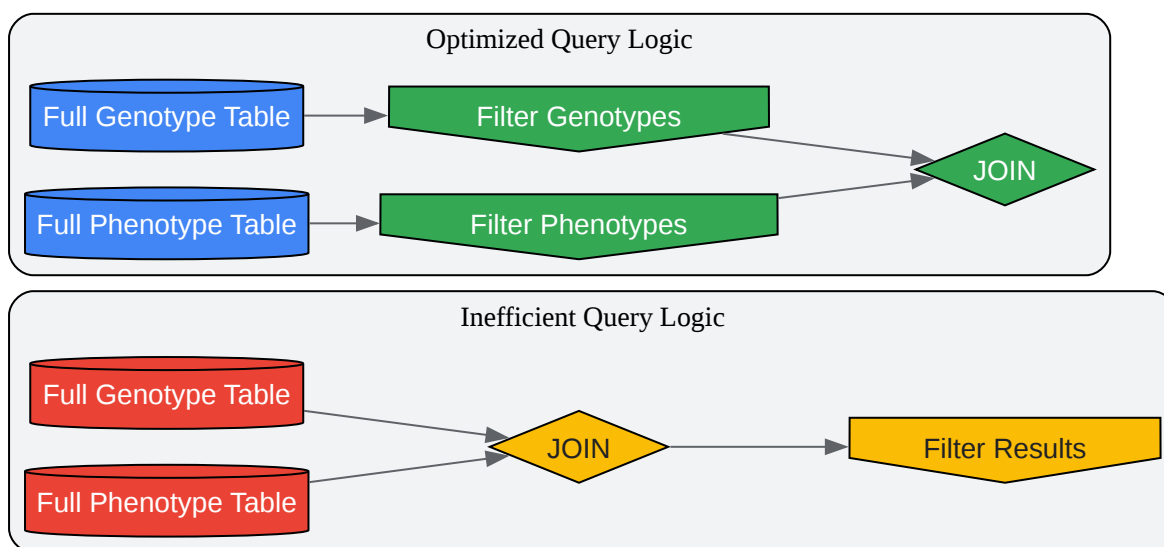 Optimized Query Logic
Full Genotype Table
Filter Genotypes
JOIN
Full Phenotype Table
Filter Phenotypes
Inefficient Query Logic
Full Genotype Table
JOIN
Filter Results
Full Phenotype Table